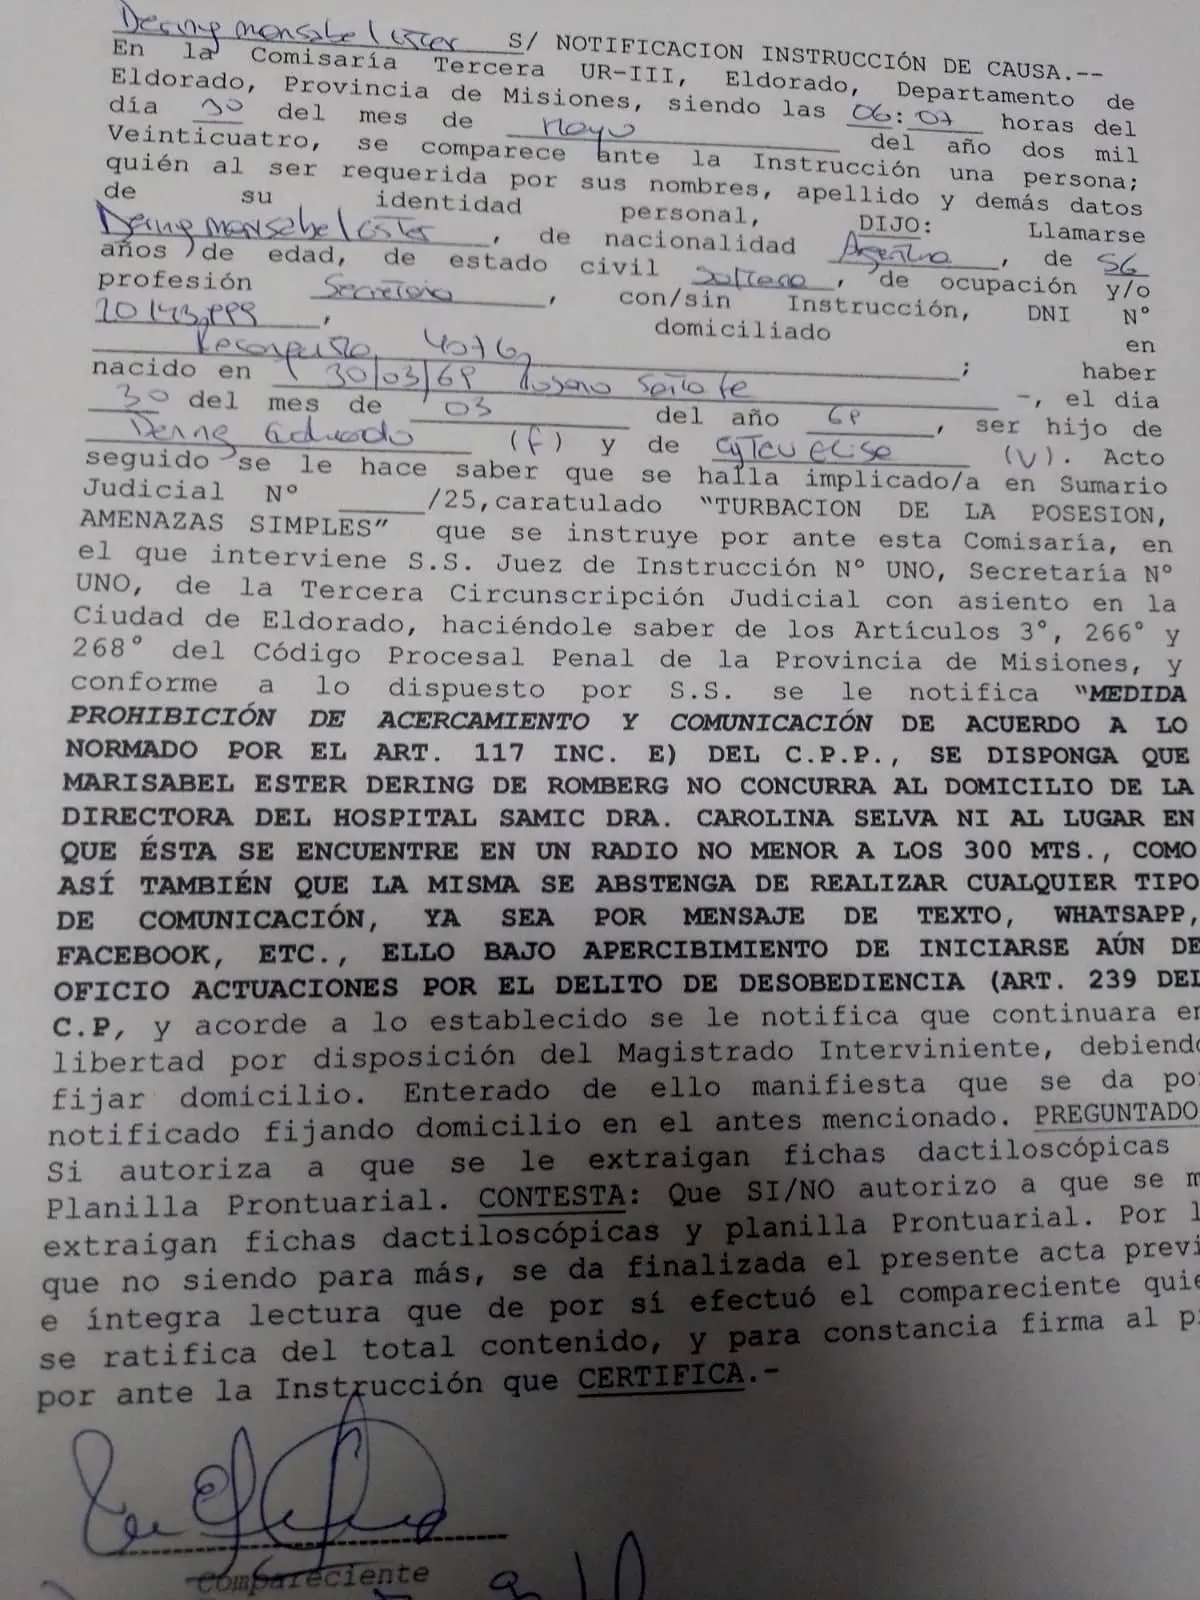 Dering marisabel ester S/ NOTIFICACION INSTRUCCIÓN DE CAUSA.--
En la Comisaría Tercera UR-III, Eldorado, Departamento de
Eldorado, Provincia de Misiones, siendo las 06:07 horas del
día 30 del mes de Mayo del año dos mil
Veinticuatro, se comparece ante la Instrucción una persona;
quién al ser requerida por sus nombres, apellido y demás datos
de su identidad personal, DIJO: Llamarse
Dering marisabel ester, de nacionalidad Argentina, de 56
años de edad, de estado civil Soltera, de ocupación y/o
profesión Secretaria, con/sin Instrucción, DNI N°
20143,999, domiciliado en
;
nacido en 30/03/69 Rosario Santa fe haber
30 del mes de 03 -, el dia
del año 69, ser hijo de
Dering Eduardo (f) y de (V). Acto
seguido se le hace saber que se halla implicado/a en Sumario
Judicial N° ______/25, caratulado "TURBACION DE LA POSESION,
AMENAZAS SIMPLES" que se instruye por ante esta Comisaría, en
el que interviene S.S. Juez de Instrucción N° UNO, Secretaría N°
UNO, de la Tercera Circunscripción Judicial con asiento en la
Ciudad de Eldorado, haciéndole saber de los Artículos 3°, 266° y
268° del Código Procesal Penal de la Provincia de Misiones, y
conforme a lo dispuesto por S.S. se le notifica "MEDIDA
PROHIBICIÓN DE ACERCAMIENTO Y COMUNICACIÓN DE ACUERDO A LO
NORMADO POR EL ART. 117 INC. E) DEL C.P.P., SE DISPONGA QUE
MARISABEL ESTER DERING DE ROMBERG NO CONCURRA AL DOMICILIO DE LA
DIRECTORA DEL HOSPITAL SAMIC DRA. CAROLINA SELVA NI AL LUGAR EN
QUE ÉSTA SE ENCUENTRE EN UN RADIO NO MENOR A LOS 300 MTS., COMO
ASÍ TAMBIÉN QUE LA MISMA SE ABSTENGA DE REALIZAR CUALQUIER TIPO
DE COMUNICACIÓN, YA SEA POR MENSAJE DE TEXTO, WHATSAPP,
FACEBOOK, ETC., ELLO BAJO APERCIBIMIENTO DE INICIARSE AÚN DE
OFICIO ACTUACIONES POR EL DELITO DE DESOBEDIENCIA (ART. 239 DEL
C.P, y acorde a lo establecido se le notifica que continuara en
libertad por disposición del Magistrado Interviniente, debiendo
fijar domicilio. Enterado de ello manifiesta que se da po
notificado fijando domicilio en el antes mencionado. PREGUNTADO
Si autoriza a que se le extraigan fichas dactiloscópicas
Planilla Prontuarial. CONTESTA: Que SI/NO autorizo a que se m
extraigan fichas dactiloscópicas y planilla Prontuarial. Por l
que no siendo para más, se da finalizada el presente acta previ
e íntegra lectura que de por sí efectuó el compareciente quie
se ratifica del total contenido, y para constancia firma al p
por ante la Instrucción que CERTIFICA.-
Compareciente